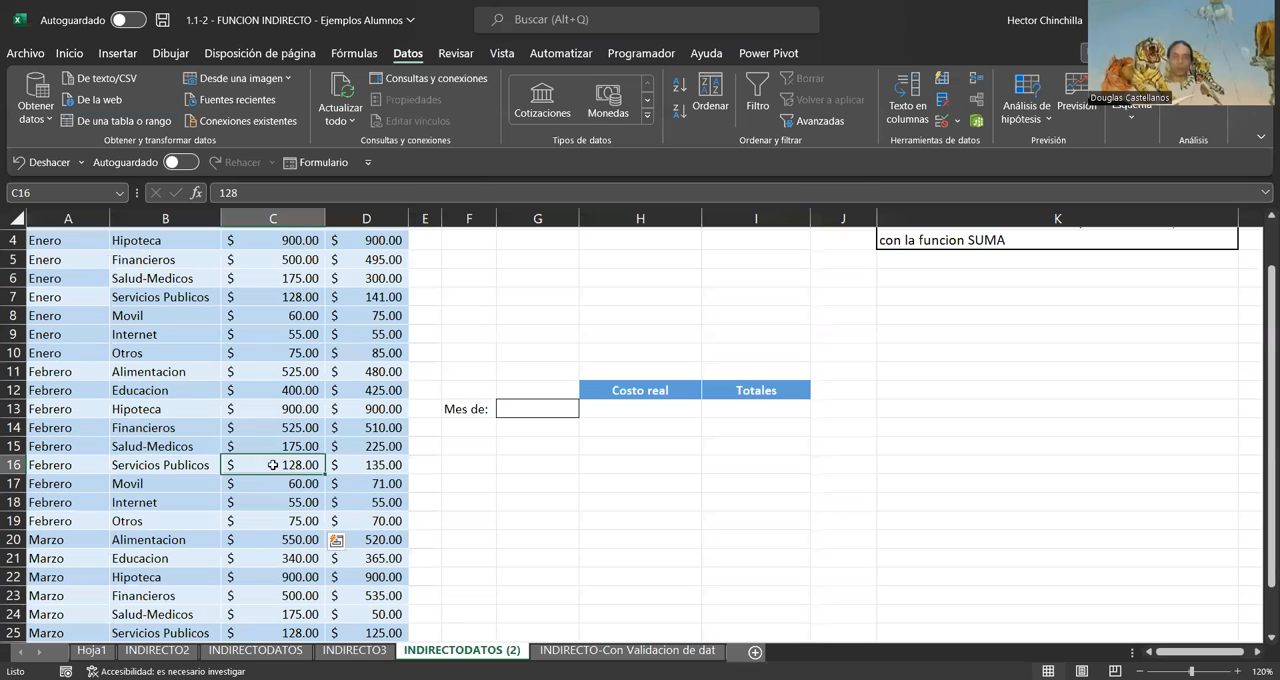 Autoguardado
1.1-2 - FUNCION INDIRECTO - Ejemplos Alumnos
Buscar (Alt+Q)
Hector Chinchilla
Archivo Inicio Insertar Dibujar Disposición de página Fórmulas Datos Revisar Vista Automatizar Programador Ayuda Power Pivot
Douglas Castellanos
Obtener datos
De texto/CSV
De la web
De una tabla o rango
Desde una imagen
Fuentes recientes
Conexiones existentes
Obtener y transformar datos
Actualizar todo
Consultas y conexiones
Propiedades
Editar vínculos
Consultas y conexiones
Cotizaciones
Monedas
Tipos de datos
Ordenar
Filtro
Borrar
Volver a aplicar
Avanzadas
Ordenar y filtrar
Texto en columnas
Herramientas de datos
Análisis de hipótesis
Previsión
Previsión
Esquema
Análisis
Deshacer Autoguardado Rehacer Formulario
C16 fx 128
A B C D E F G H I J K
4 Enero Hipoteca $ 900.00 $ 900.00 con la funcion SUMA
5 Enero Financieros $ 500.00 $ 495.00
6 Enero Salud-Medicos $ 175.00 $ 300.00
7 Enero Servicios Publicos $ 128.00 $ 141.00
8 Enero Movil $ 60.00 $ 75.00
9 Enero Internet $ 55.00 $ 55.00
10 Enero Otros $ 75.00 $ 85.00
11 Febrero Alimentacion $ 525.00 $ 480.00
12 Febrero Educacion $ 400.00 $ 425.00 Costo real Totales
13 Febrero Hipoteca $ 900.00 $ 900.00 Mes de:
14 Febrero Financieros $ 525.00 $ 510.00
15 Febrero Salud-Medicos $ 175.00 $ 225.00
16 Febrero Servicios Publicos $ 128.00 $ 135.00
17 Febrero Movil $ 60.00 $ 71.00
18 Febrero Internet $ 55.00 $ 55.00
19 Febrero Otros $ 75.00 $ 70.00
20 Marzo Alimentacion $ 550.00 $ 520.00
21 Marzo Educacion $ 340.00 $ 365.00
22 Marzo Hipoteca $ 900.00 $ 900.00
23 Marzo Financieros $ 500.00 $ 535.00
24 Marzo Salud-Medicos $ 175.00 $ 50.00
25 Marzo Servicios Publicos $ 128.00 $ 125.00
Hoja1 INDIRECTO2 INDIRECTODATOS INDIRECTO3 INDIRECTODATOS (2) INDIRECTO-Con Validacion de dat
Listo Accesibilidad: es necesario investigar 120%